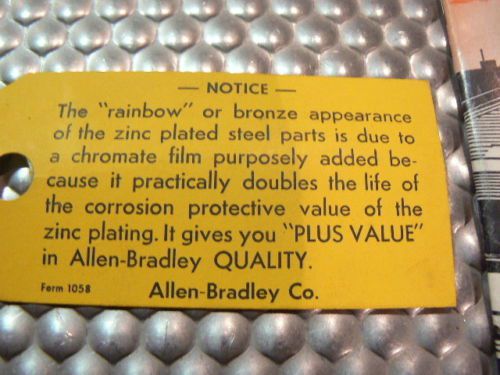 — NOTICE —
The "rainbow" or bronze appearance
of the zinc plated steel parts is due to
a chromate film purposely added be-
cause it practically doubles the life of
the corrosion protective value of the
zinc plating. It gives you "PLUS VALUE"
in Allen-Bradley QUALITY.
Form 1058 Allen-Bradley Co.